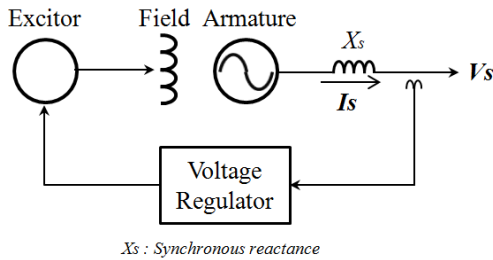 Excitor
Field
Armature
Xs
Vs
Is
Voltage
Regulator
Xs : Synchronous reactance